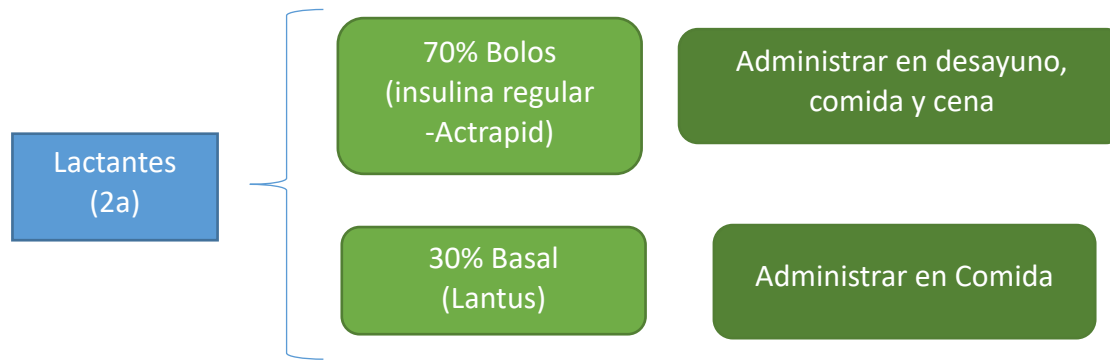 Lactantes
(2a)
70% Bolos
(insulina regular
-Actrapid)
Administrar en desayuno,
comida y cena
30% Basal
(Lantus)
Administrar en Comida